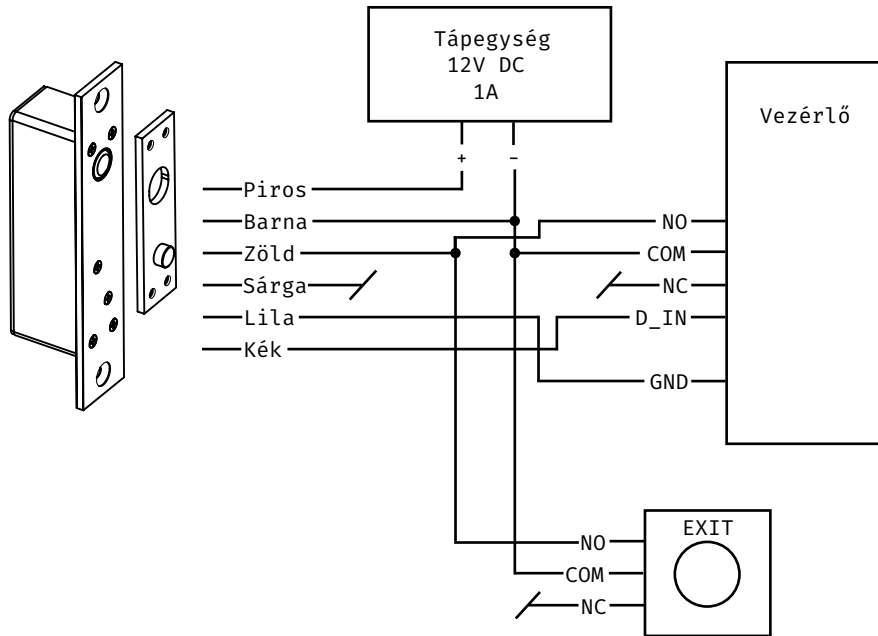 Tápegység
12V DC
1A
Vezérlő
+
-
Piros
Barna
Zöld
Sárga
Lila
Kék
NO
COM
NC
D_IN
GND
EXIT
NO
COM
NC